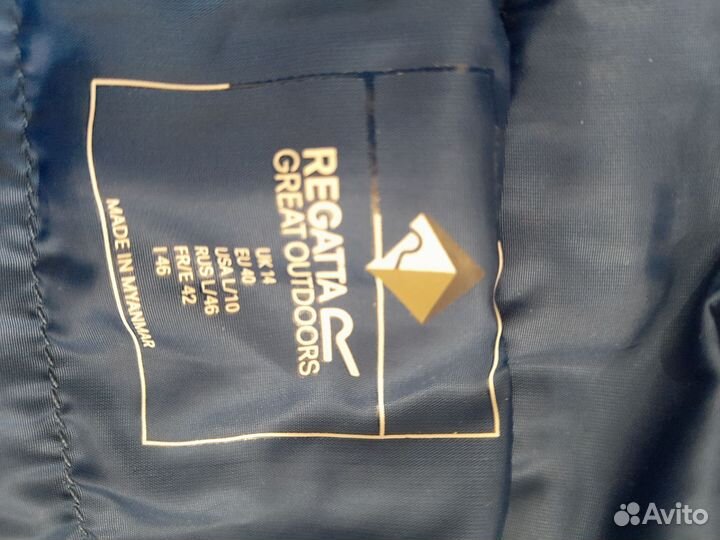 REGATTA
GREAT OUTDOORS
UK 14
EU 40
USA L/10
RUS L/46
FR/E 42
I 46
MADE IN MYANMAR
Avito